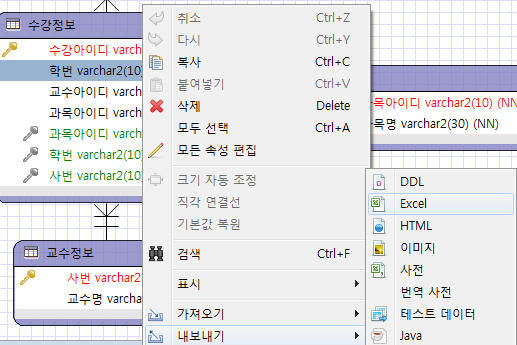 수강정보
수강아이디 varch
학번 varchar2(10)
교수아이디 varch
과목아이디 varch
과목아이디 va
학번 varchar2(1
사번 varchar2(1
교수정보
사번 varchar2
교수명 varcha
목아이디 varchar2(10) (NN)
목명 varchar2(30) (NN)
취소 Ctrl+Z
다시 Ctrl+Y
복사 Ctrl+C
붙여넣기 Ctrl+V
삭제 Delete
모두 선택 Ctrl+A
모든 속성 편집
크기 자동 조정
직각 연결선
기본값 복원
검색 Ctrl+F
표시
가져오기
내보내기
DDL
Excel
HTML
이미지
사전
번역 사전
테스트 데이터
Java